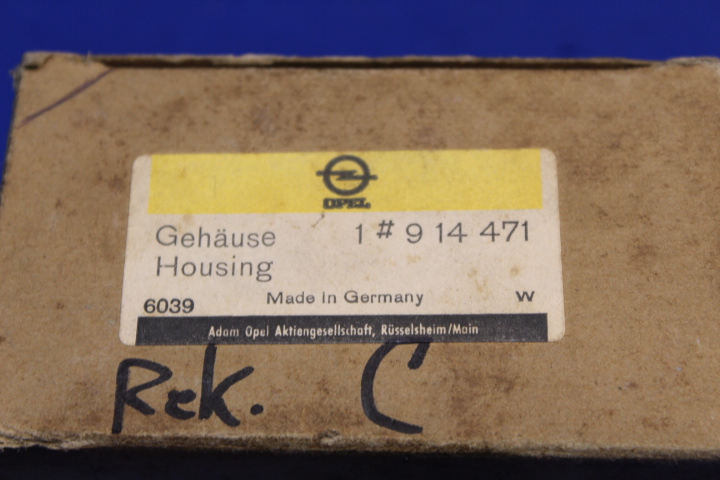 OPEL
Gehäuse 1 # 9 14 471
Housing
Made in Germany
6039 W
Adam Opel Aktiengesellschaft, Rüsselsheim/Main
Rek. C